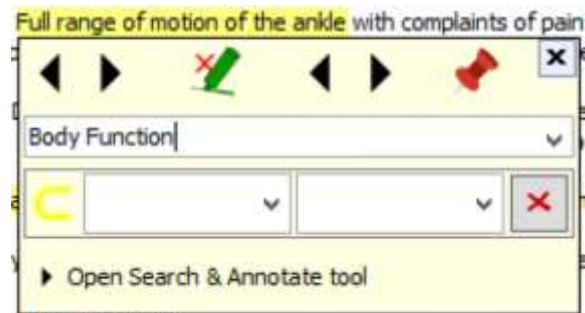 Full range of motion of the ankle with complaints of pain
Body Function
Open Search & Annotate tool